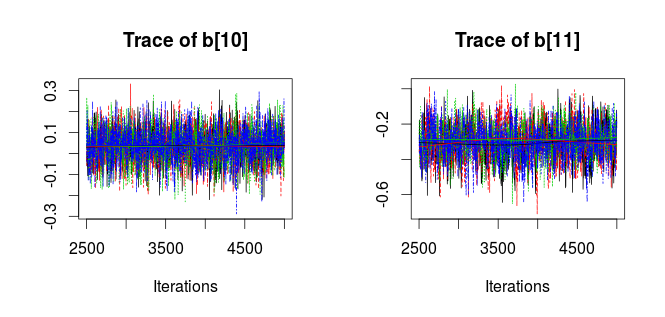 Trace of b[10]
0.3
0.1
-0.1
-0.3
2500 3500 4500
Iterations
Trace of b[11]
-0.2
-0.6
2500 3500 4500
Iterations